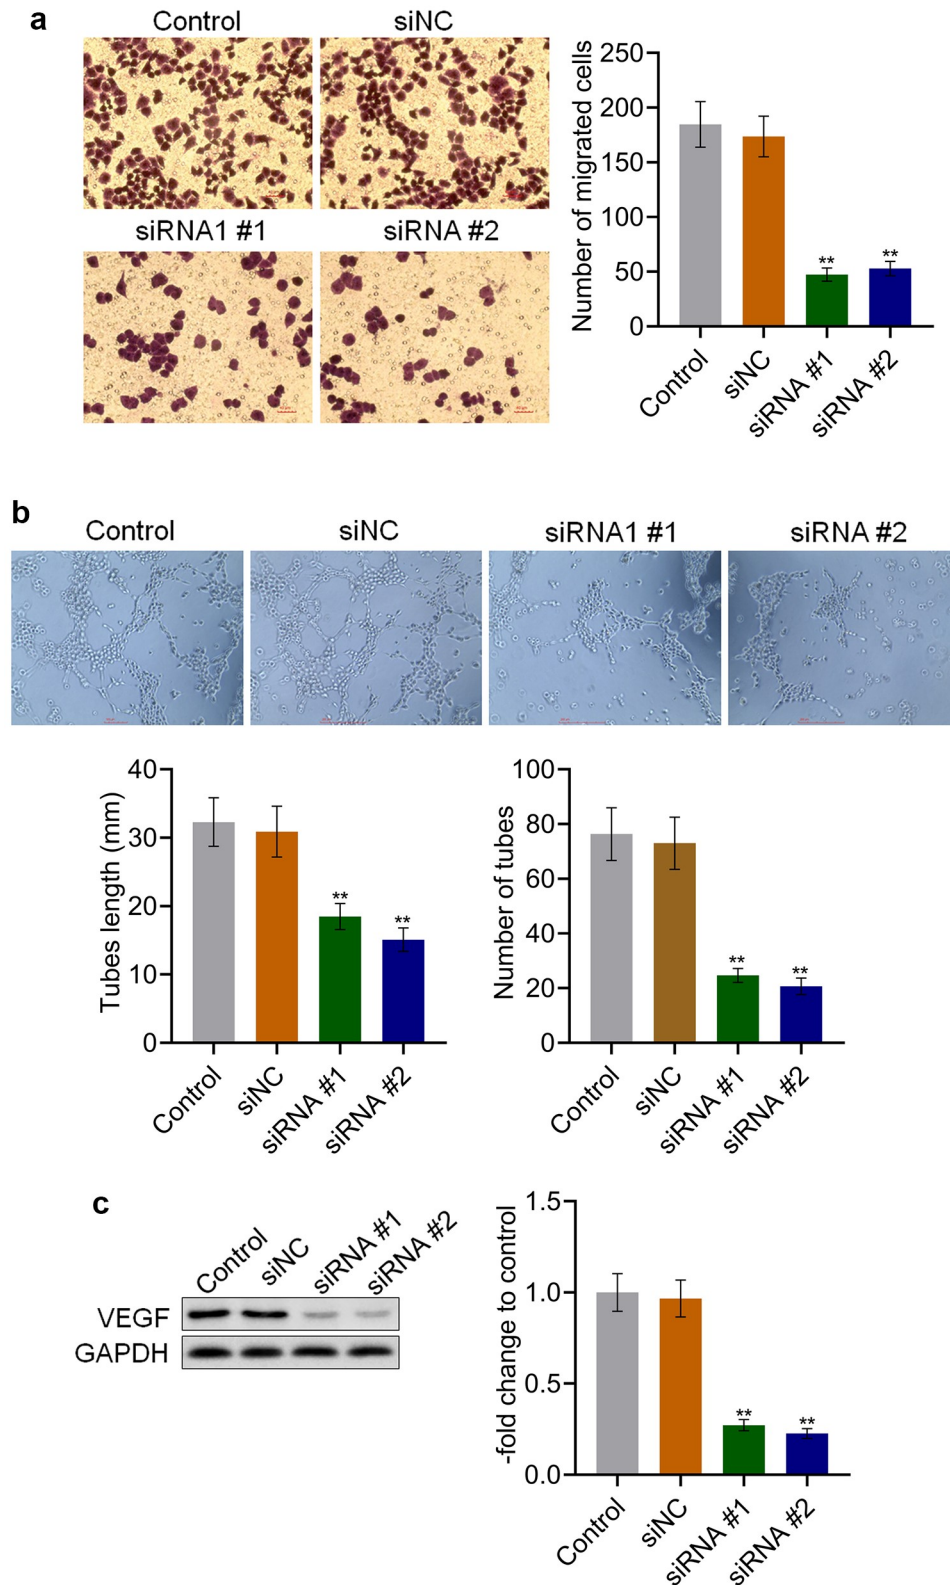 a
Control
siNC
siRNA1 #1
siRNA #2
Number of migrated cells
250
200
150
100
50
0
**
**
Control
siNC
siRNA #1
siRNA #2
b
Control
siNC
siRNA1 #1
siRNA #2
Tubes length (mm)
40
30
20
10
0
**
**
Control
siNC
siRNA #1
siRNA #2
Number of tubes
100
80
60
40
20
0
**
**
Control
siNC
siRNA #1
siRNA #2
c
Control
siNC
siRNA #1
siRNA #2
VEGF
GAPDH
-fold change to control
1.5
1.0
0.5
0.0
**
**
Control
siNC
siRNA #1
siRNA #2